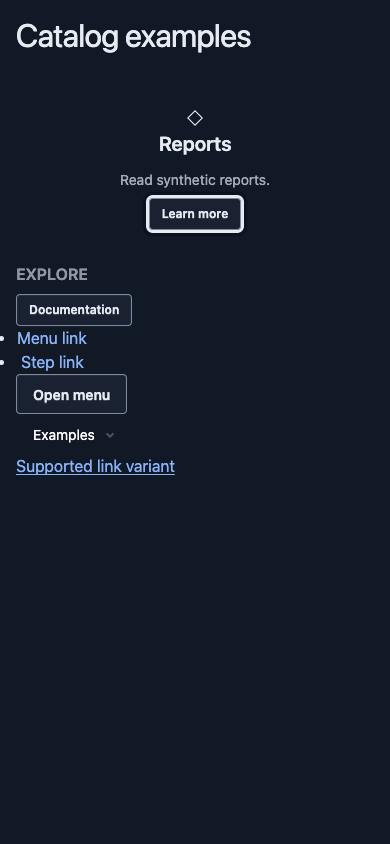 Catalog examples
Reports
Read synthetic reports.
Learn more
EXPLORE
Documentation
Menu link
Step link
Open menu
Examples
Supported link variant